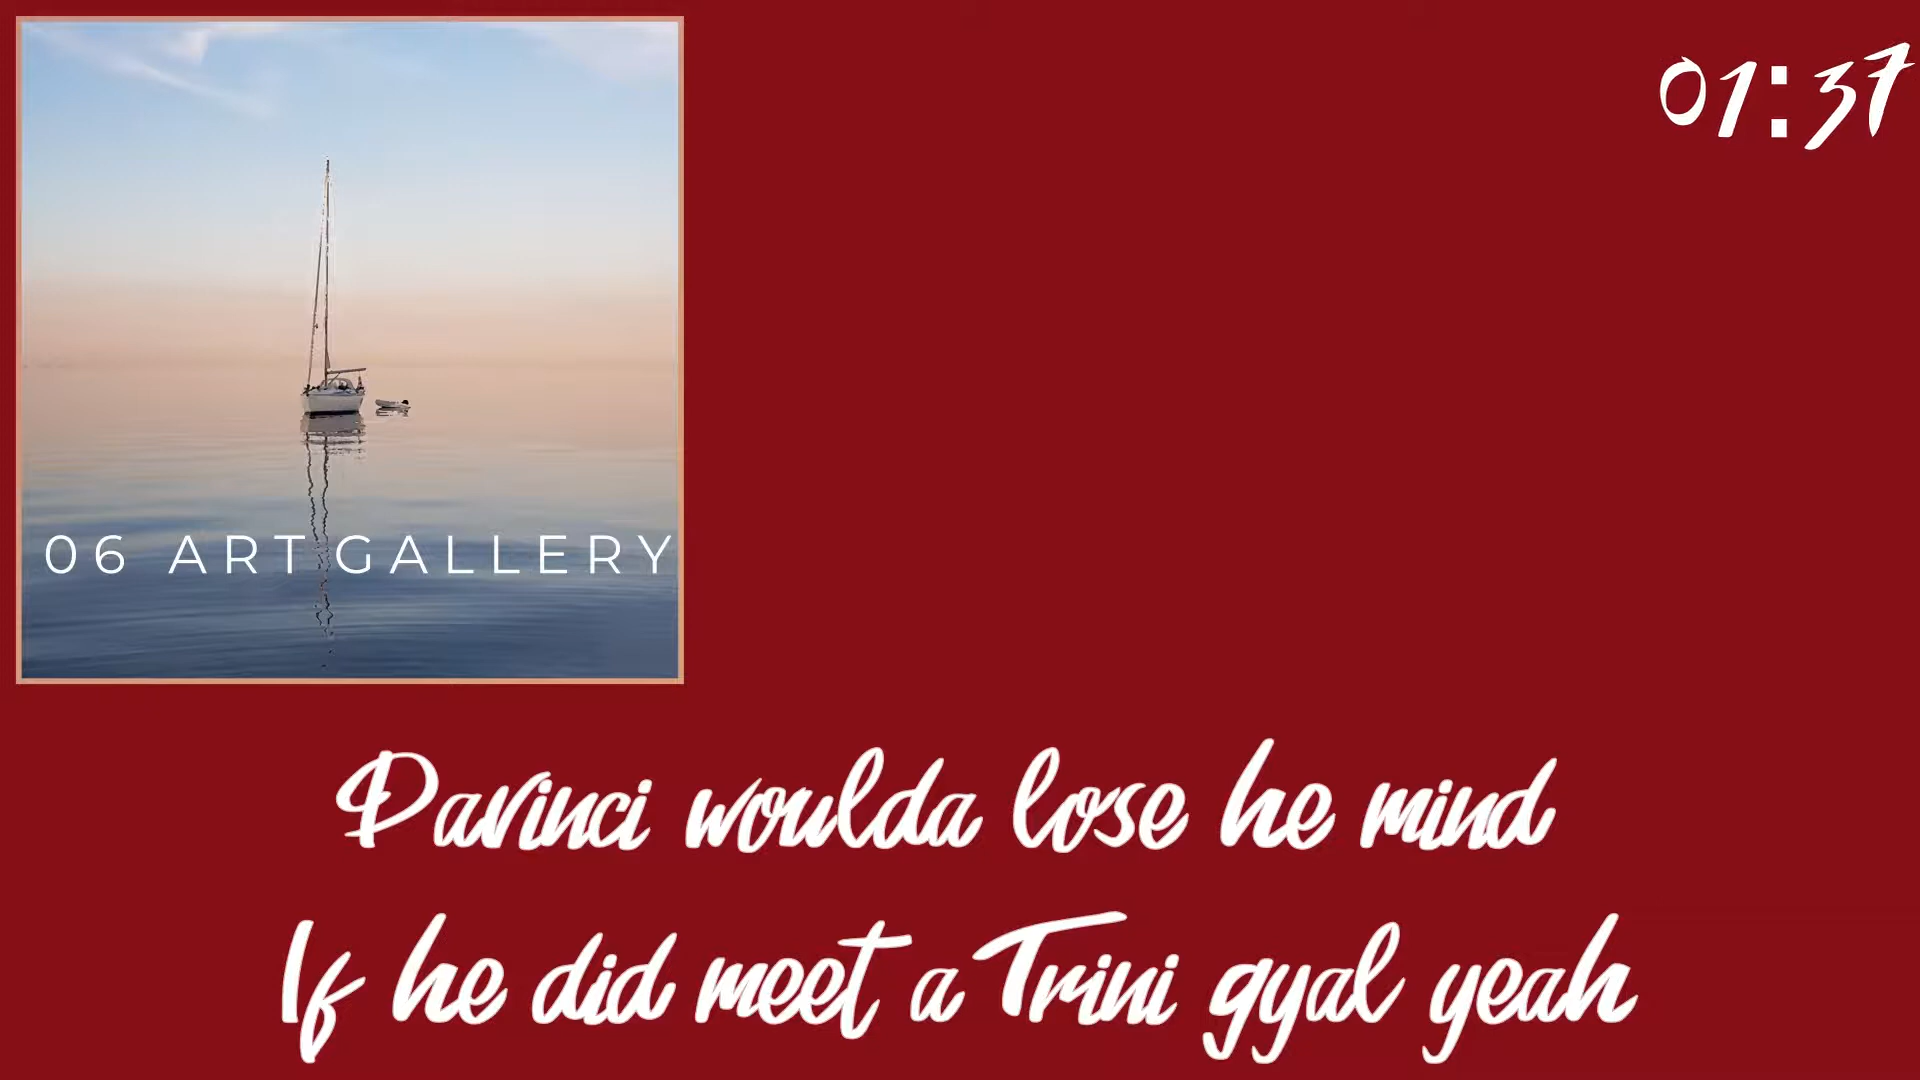 01:37
06 ART GALLERY
Davinci woulda lose he mind
If he did meet a Trini gyal yeah